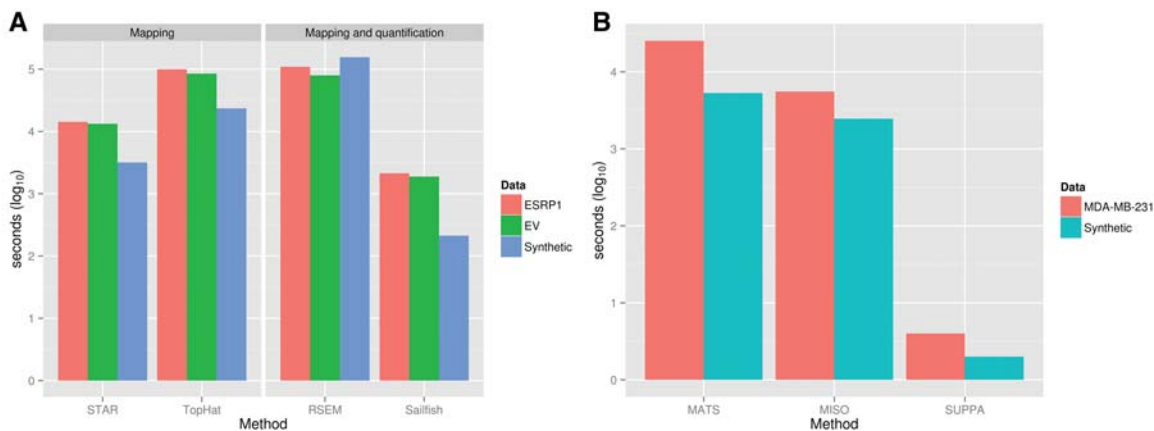 A
Mapping
Mapping and quantification
seconds (log10)
5
4
3
2
1
0
STAR
TopHat
RSEM
Sailfish
Method
Data
ESRP1
EV
Synthetic
B
seconds (log10)
4
3
2
1
0
MATS
MISO
SUPPA
Method
Data
MDA-MB-231
Synthetic